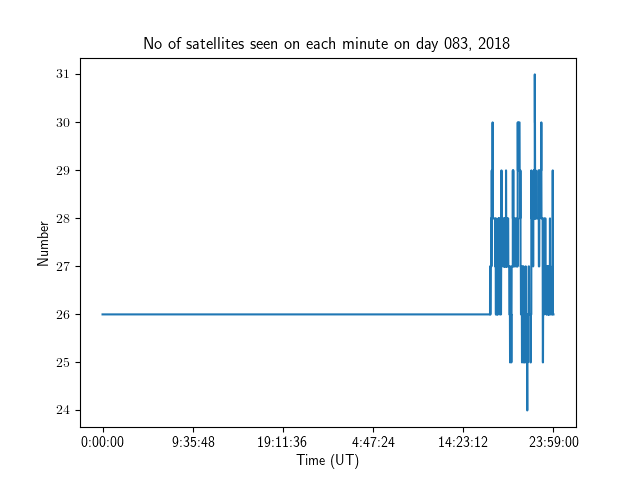 No of satellites seen on each minute on day 083, 2018
31
30
29
28
27
26
25
24
Number
0:00:00 9:35:48 19:11:36 4:47:24 14:23:12 23:59:00
Time (UT)